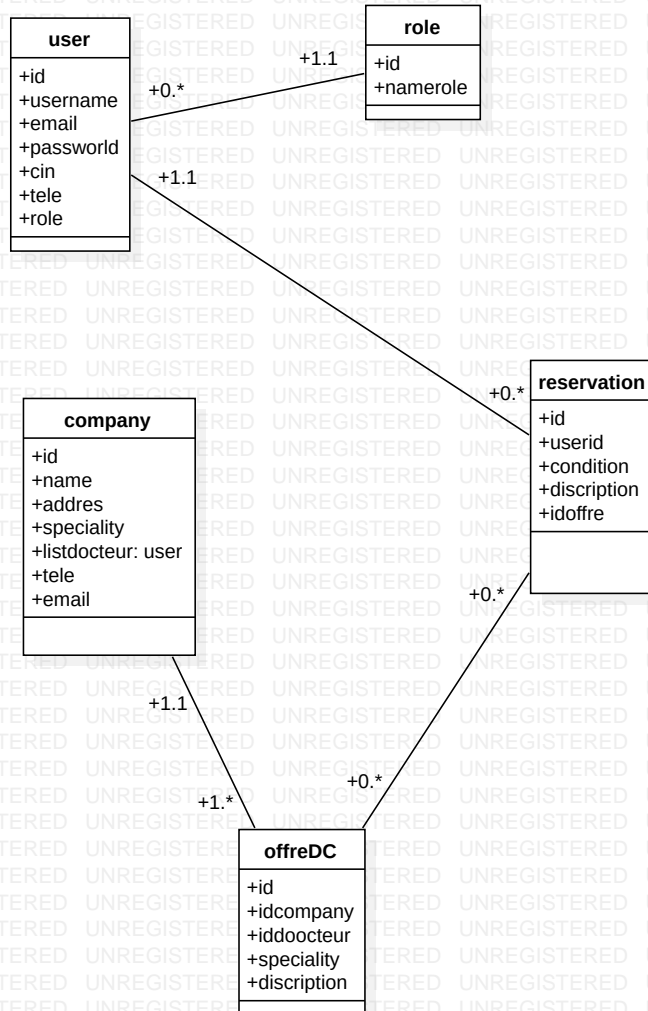 user
+id
+username
+email
+passworld
+cin
+tele
+role
role
+id
+namerole
+0.*
+1.1
+1.1
+0.*
reservation
+id
+userid
+condition
+discription
+idoffre
company
+id
+name
+addres
+speciality
+listdocteur: user
+tele
+email
+0.*
+0.*
+1.1
+1.*
offreDC
+id
+idcompany
+iddoocteur
+speciality
+discription
UNREGISTERED